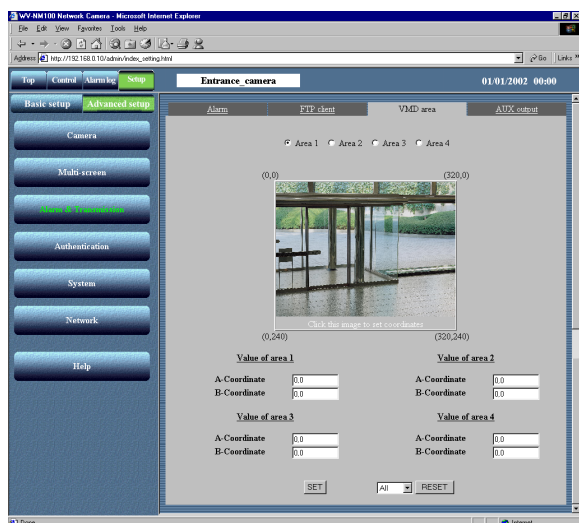 WV-NM100 Network Camera - Microsoft Internet Explorer
File Edit View Favorites Tools Help
Address http://192.168.0.10/admin/index_setting.html Go Links »
Top Control Alarm log Setup Entrance_camera 01/01/2002 00:00
Basic setup Advanced setup
Alarm FTP client VMD area AUX output
Camera
Multi-screen
Alarm & Transmission
Authentication
System
Network
Help
Area 1 Area 2 Area 3 Area 4
(0,0) (320,0)
Click this image to set coordinates
(0,240) (320,240)
Value of area 1 Value of area 2
A-Coordinate 0,0 A-Coordinate 0,0
B-Coordinate 0,0 B-Coordinate 0,0
Value of area 3 Value of area 4
A-Coordinate 0,0 A-Coordinate 0,0
B-Coordinate 0,0 B-Coordinate 0,0
SET All RESET
Done Internet